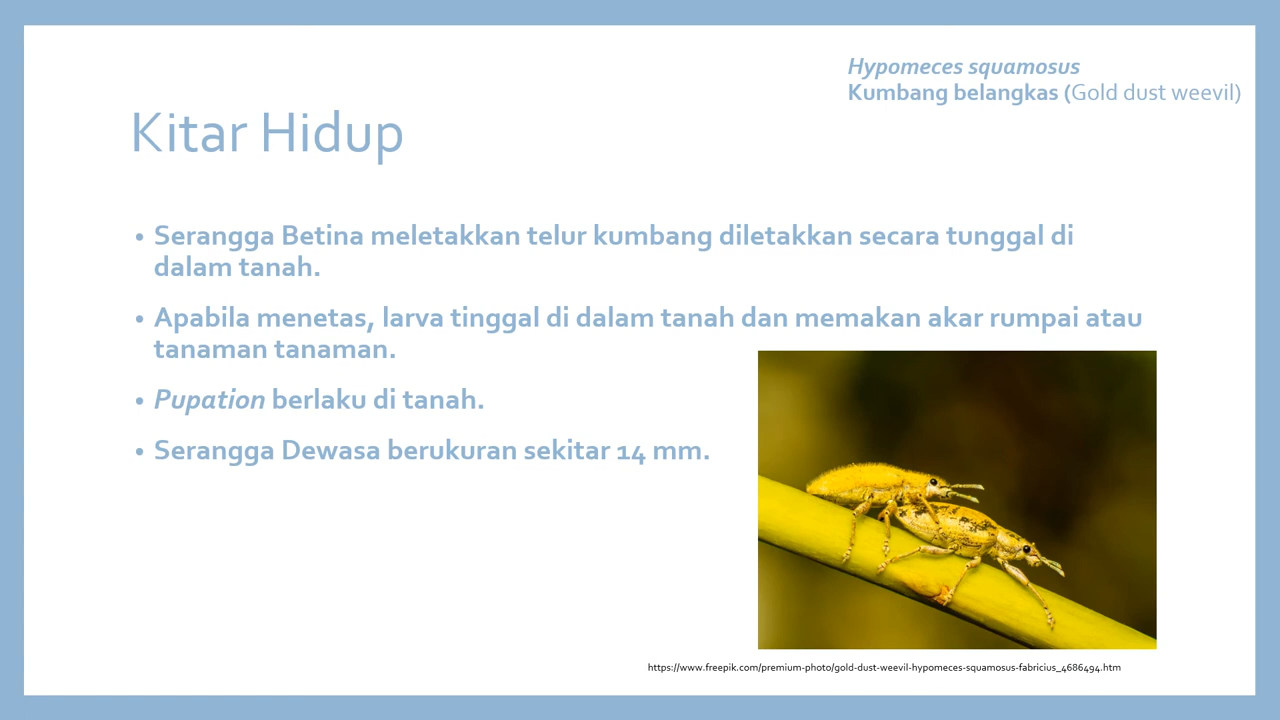 Hypomeces squamosus
Kumbang belangkas (Gold dust weevil)
Kitar Hidup
• Serangga Betina meletakkan telur kumbang diletakkan secara tunggal di
dalam tanah.
• Apabila menetas, larva tinggal di dalam tanah dan memakan akar rumpai atau
tanaman tanaman.
• Pupation berlaku di tanah.
• Serangga Dewasa berukuran sekitar 14 mm.
https://www.freepik.com/premium-photo/gold-dust-weevil-hypomeces-squamosus-fabricius_4686494.htm